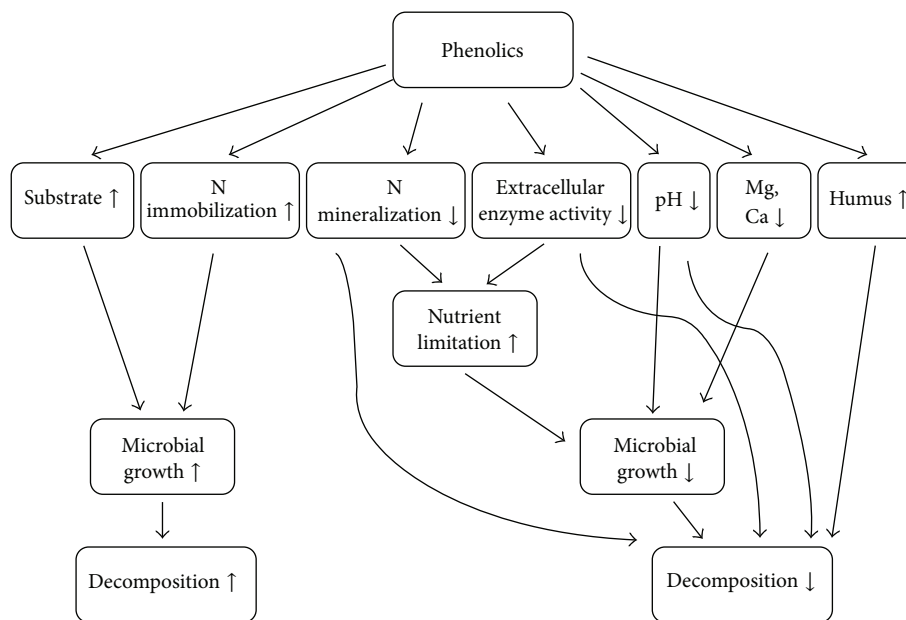 Phenolics
Substrate ↑
N
immobilization ↑
N
mineralization ↓
Extracellular
enzyme activity ↓
pH ↓
Mg,
Ca ↓
Humus ↑
Nutrient
limitation ↑
Microbial
growth ↑
Microbial
growth ↓
Decomposition ↑
Decomposition ↓